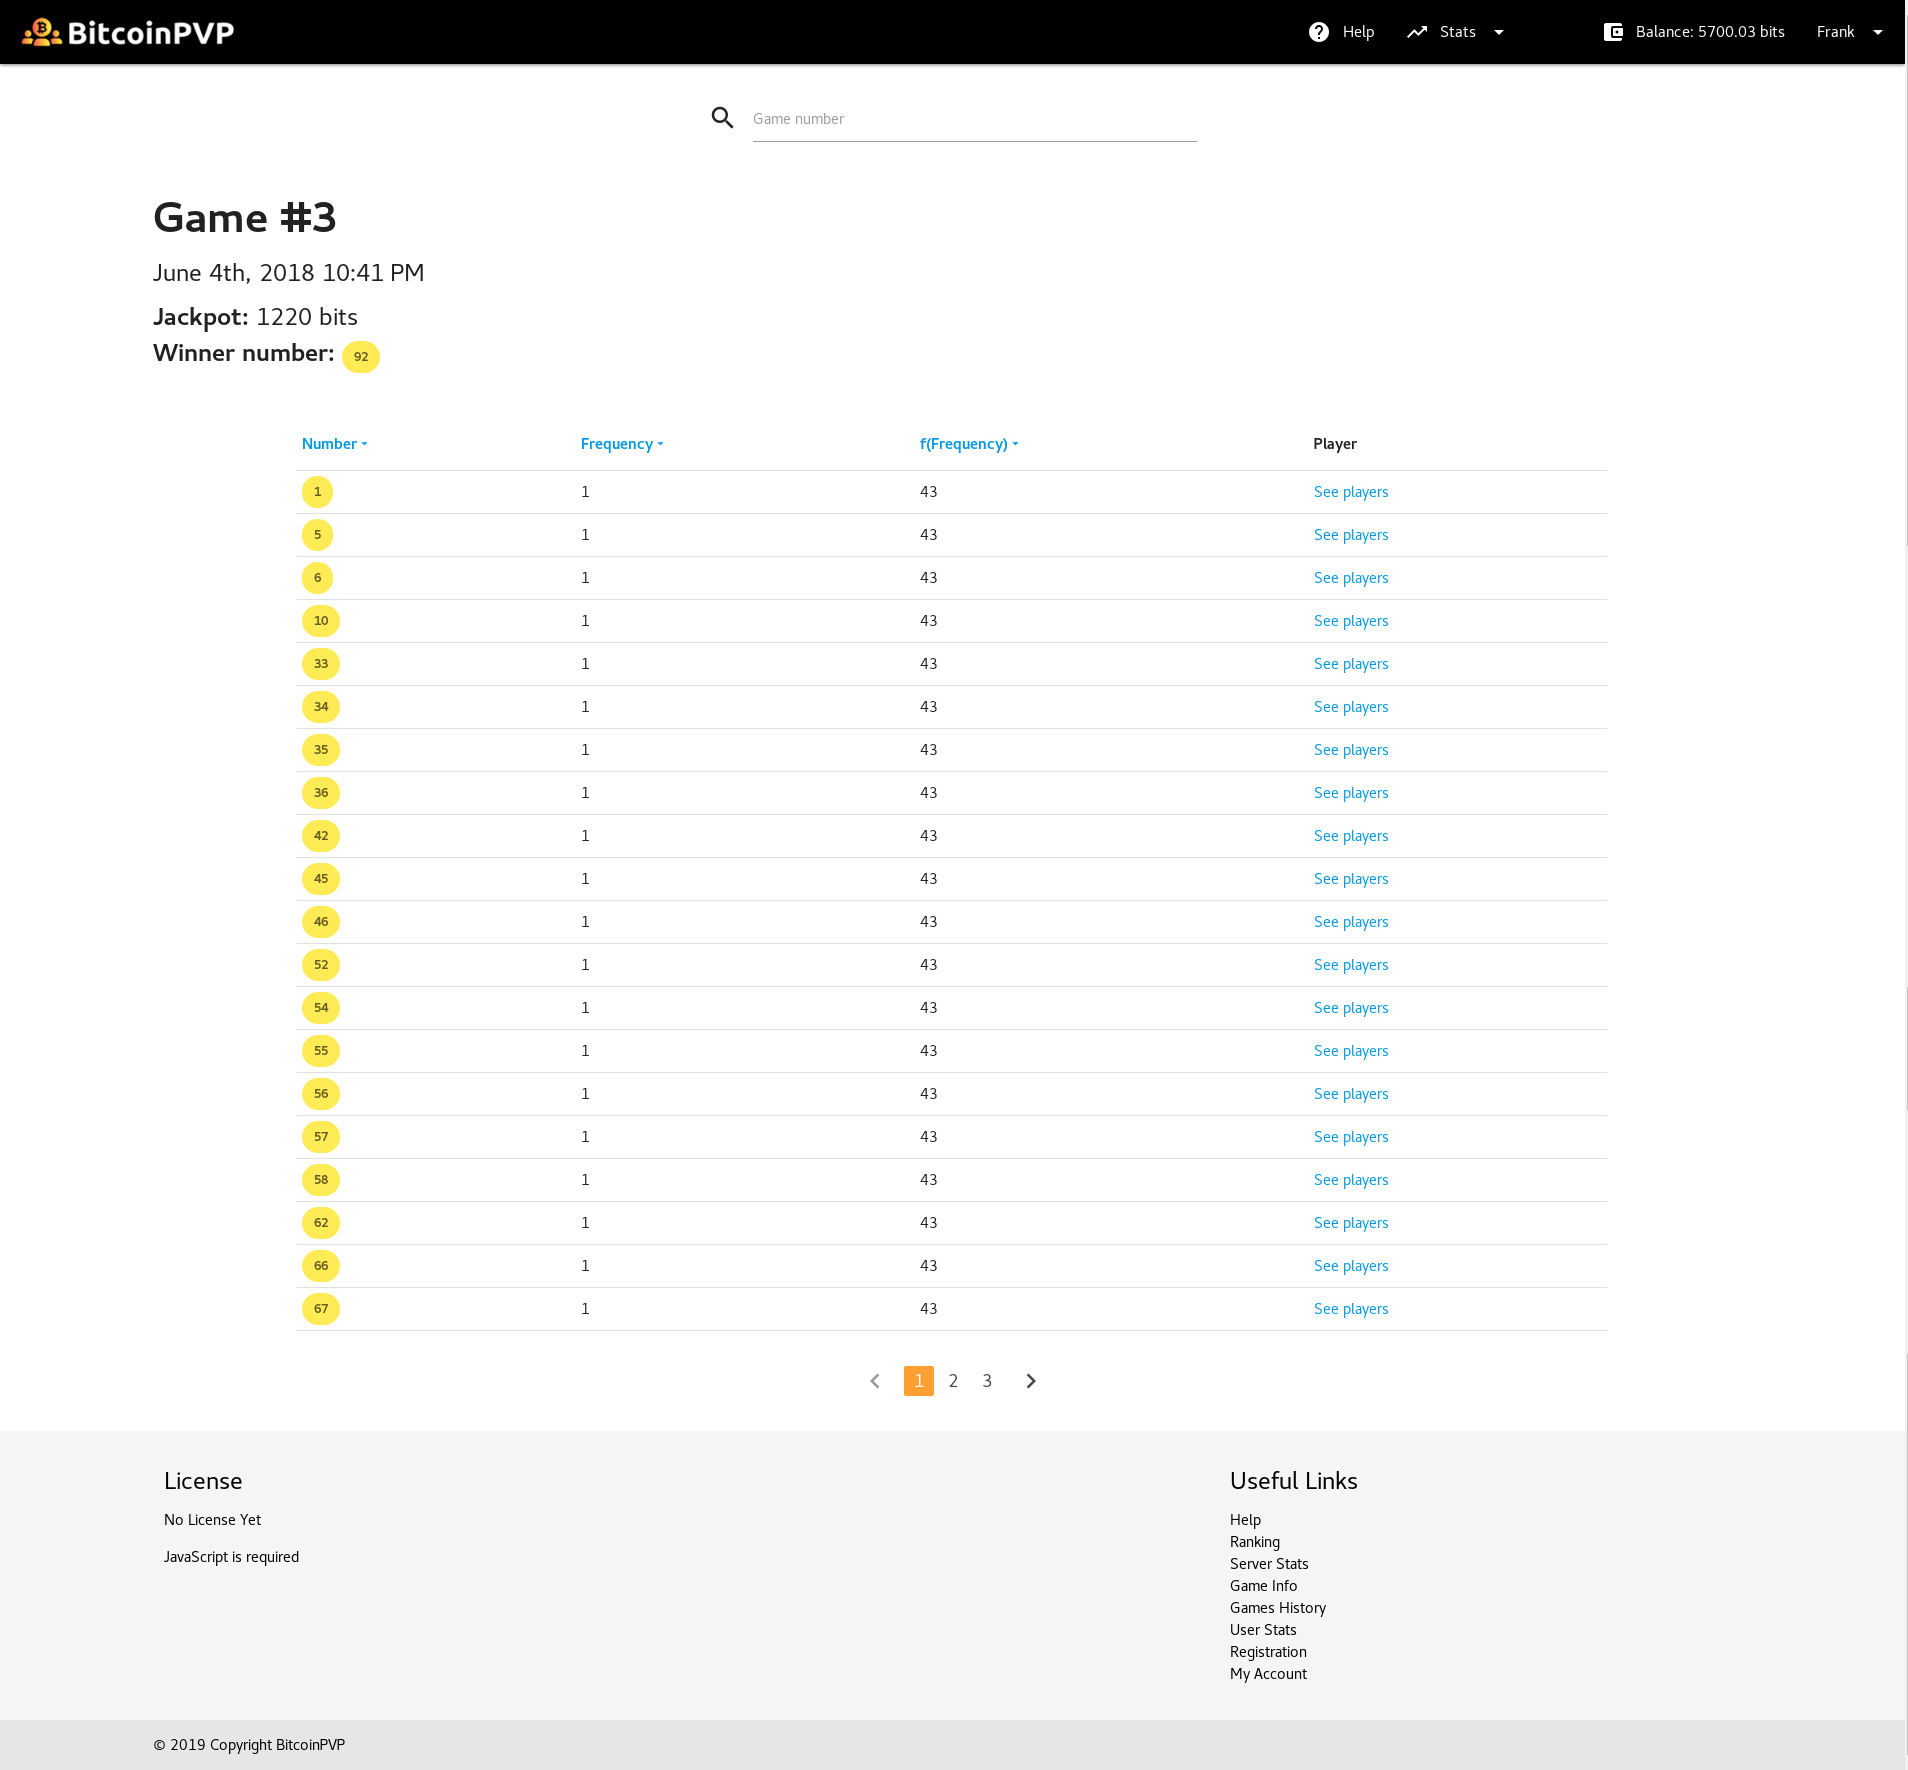 BitcoinPVP Help Stats Balance: 5700.03 bits Frank
Game number
Game #3
June 4th, 2018 10:41 PM
Jackpot: 1220 bits
Winner number: 92
Number Frequency f(Frequency) Player
1 1 43 See players
5 1 43 See players
6 1 43 See players
10 1 43 See players
33 1 43 See players
34 1 43 See players
35 1 43 See players
36 1 43 See players
42 1 43 See players
45 1 43 See players
46 1 43 See players
52 1 43 See players
54 1 43 See players
55 1 43 See players
56 1 43 See players
57 1 43 See players
58 1 43 See players
62 1 43 See players
66 1 43 See players
67 1 43 See players
1 2 3
License
No License Yet
JavaScript is required
Useful Links
Help
Ranking
Server Stats
Game Info
Games History
User Stats
Registration
My Account
© 2019 Copyright BitcoinPVP